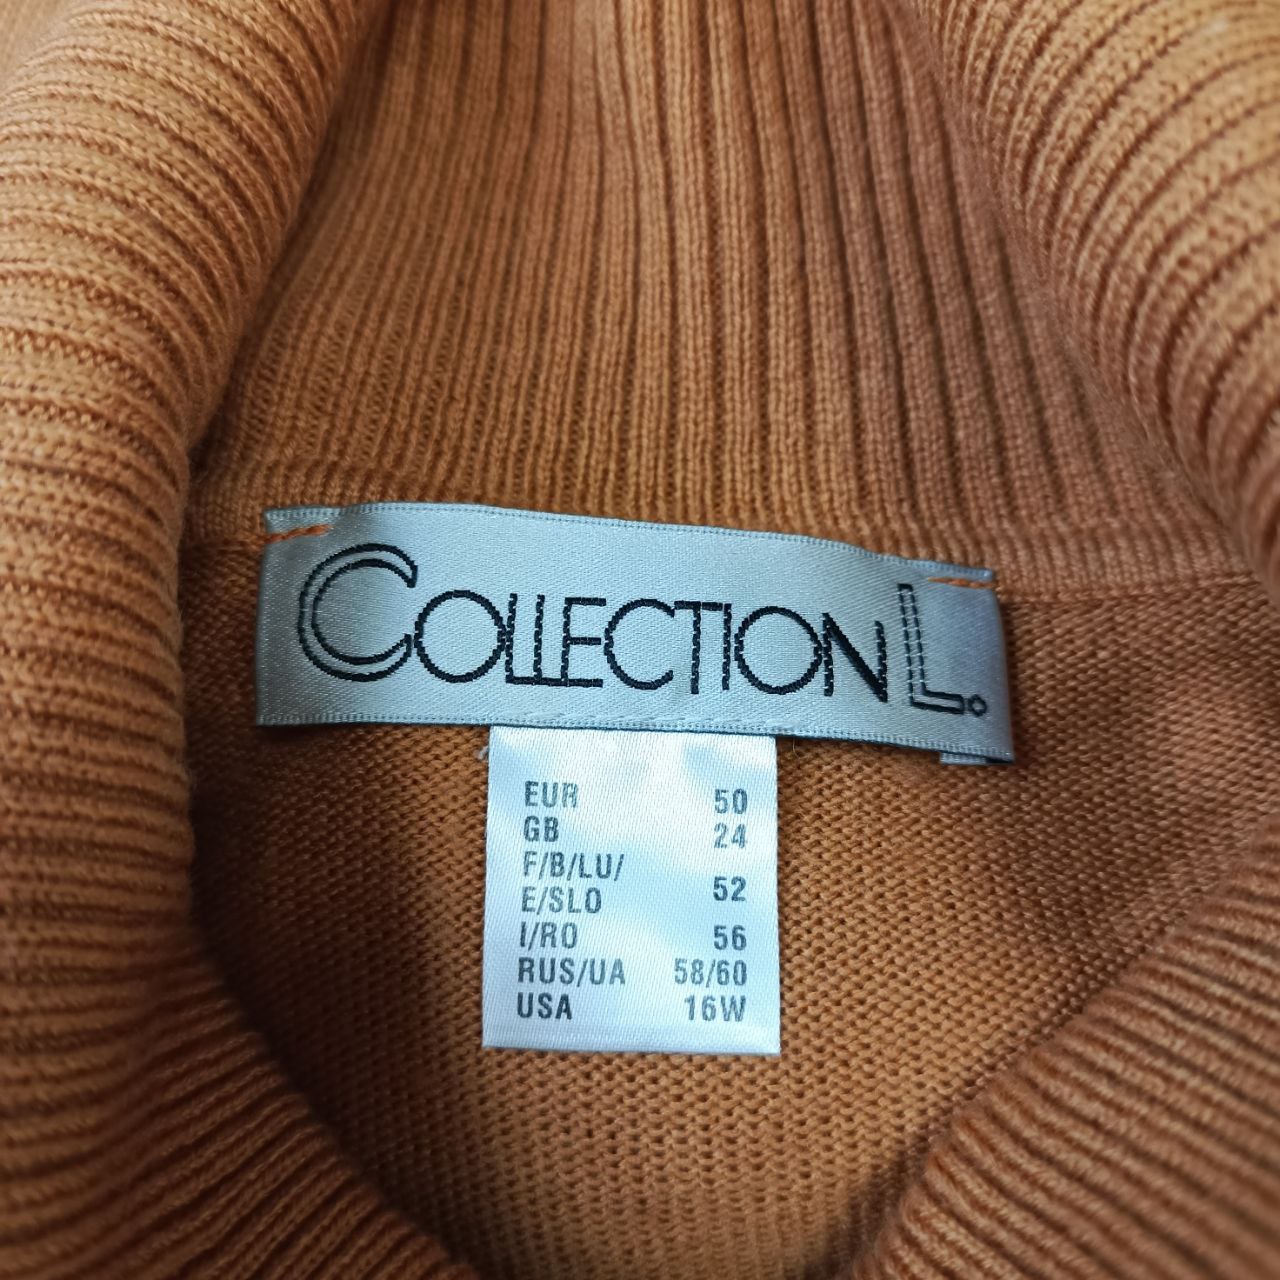 COLLECTION L.
EUR 50
GB 24
F/B/LU/
E/SLO 52
I/RO 56
RUS/UA 58/60
USA 16W